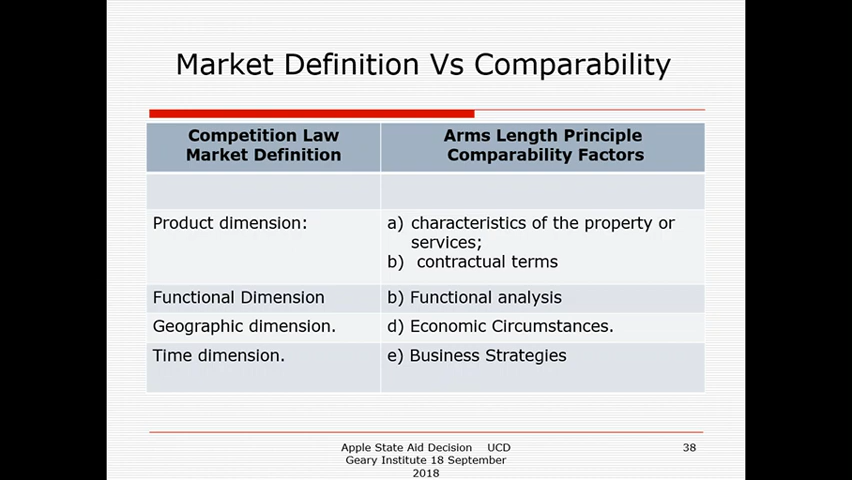 Market Definition Vs Comparability
Competition Law
Market Definition
Arms Length Principle
Comparability Factors
Product dimension:
a) characteristics of the property or
services;
b) contractual terms
Functional Dimension
b) Functional analysis
Geographic dimension.
d) Economic Circumstances.
Time dimension.
e) Business Strategies
Apple State Aid Decision UCD
Geary Institute 18 September
2018
38